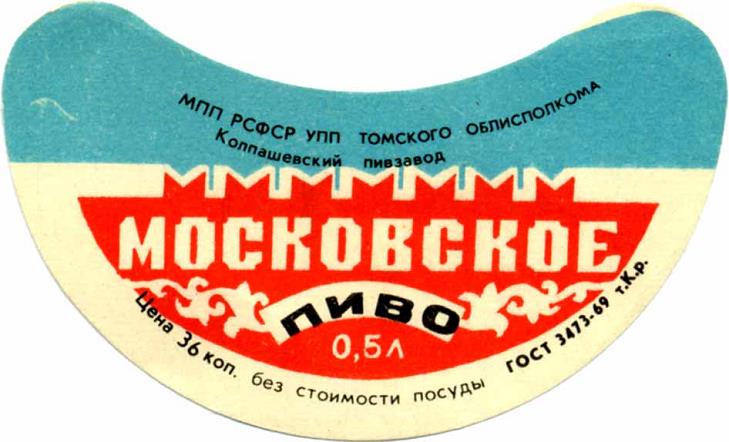 МПП РСФСР УПП ТОМСКОГО ОБЛИСПОЛКОМА
Колпашевский пивзавод
МОСКОВСКОЕ
ПИВО
0,5л
Цена 36 коп. без стоимости посуды ГОСТ 3473-69 т.К.р.